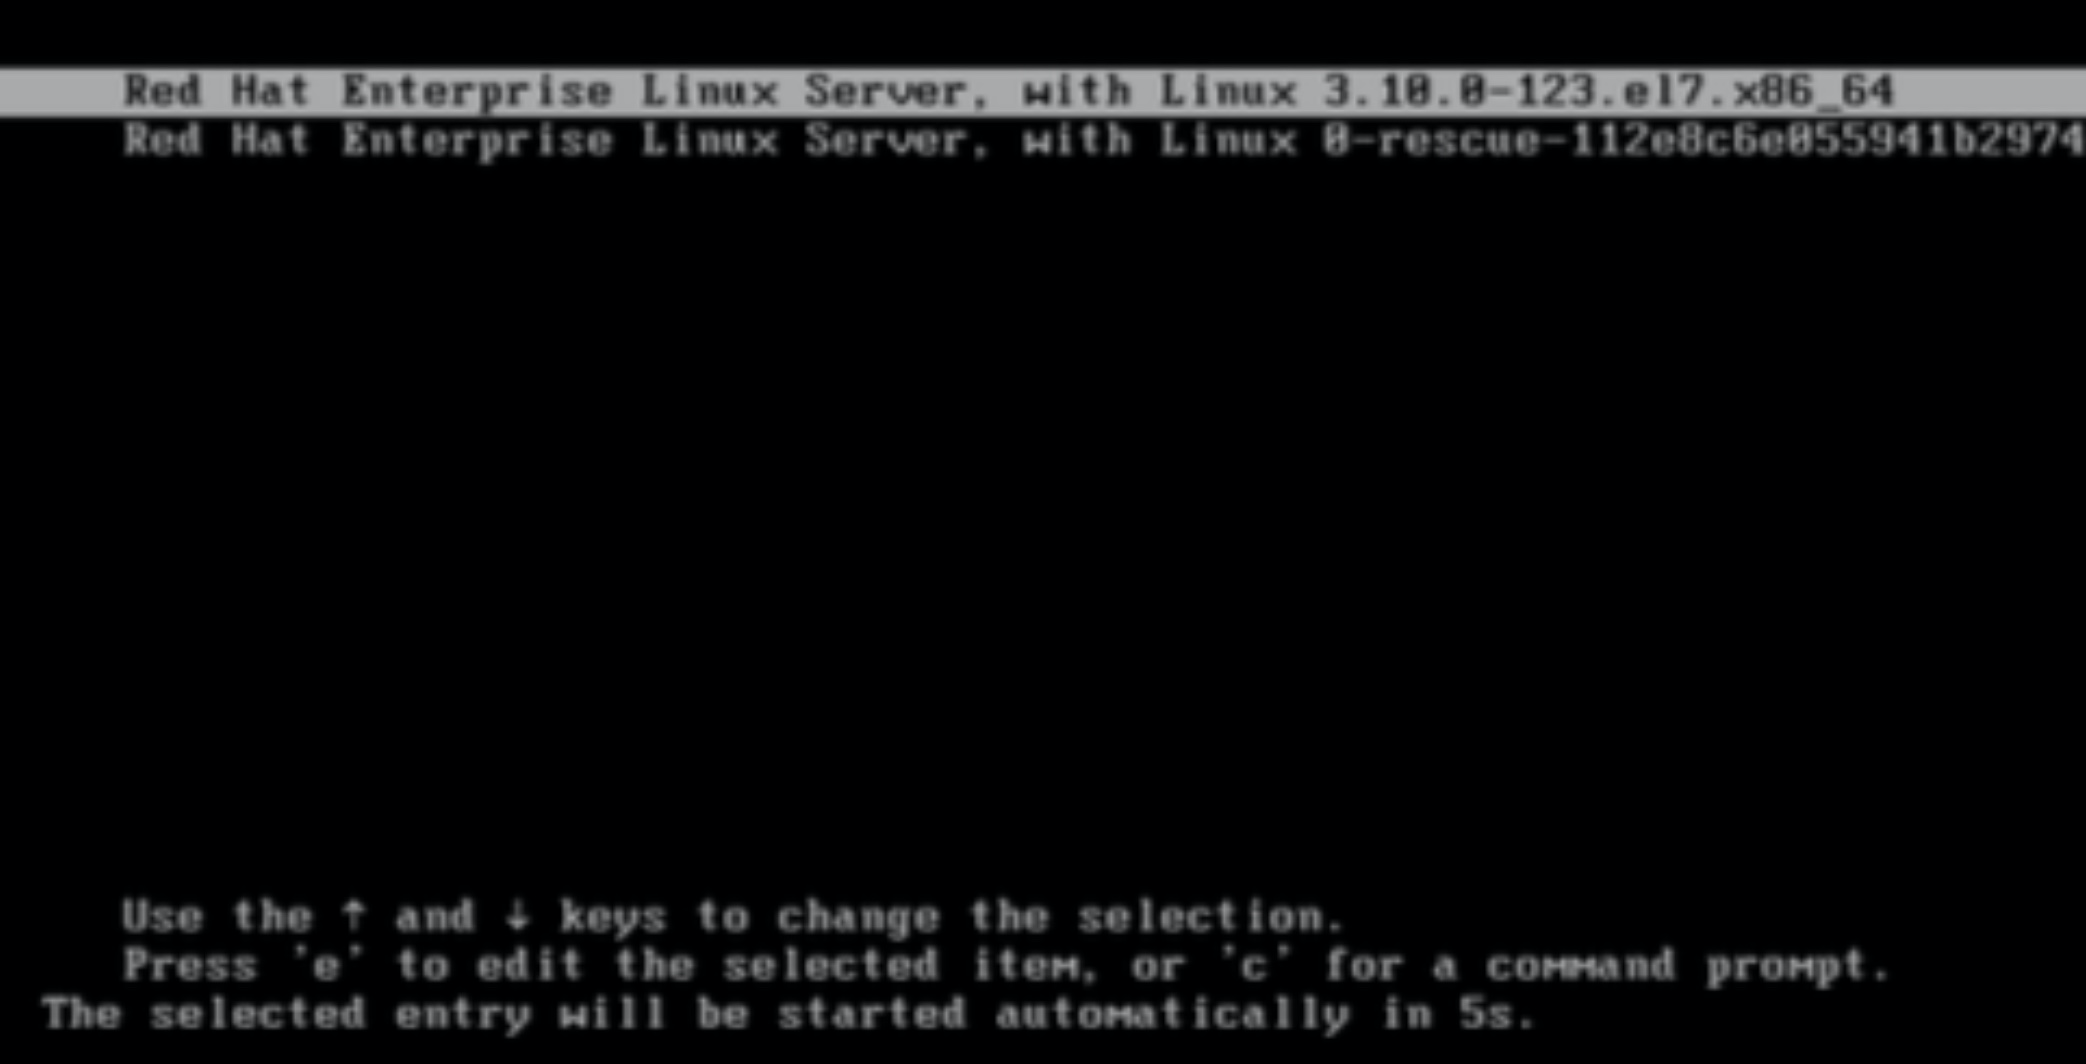 Red Hat Enterprise Linux Server, with Linux 3.10.0-123.el7.x86_64
Red Hat Enterprise Linux Server, with Linux 0-rescue-112e8c6e055941b2974
Use the ↑ and ↓ keys to change the selection.
Press 'e' to edit the selected item, or 'c' for a command prompt.
The selected entry will be started automatically in 5s.